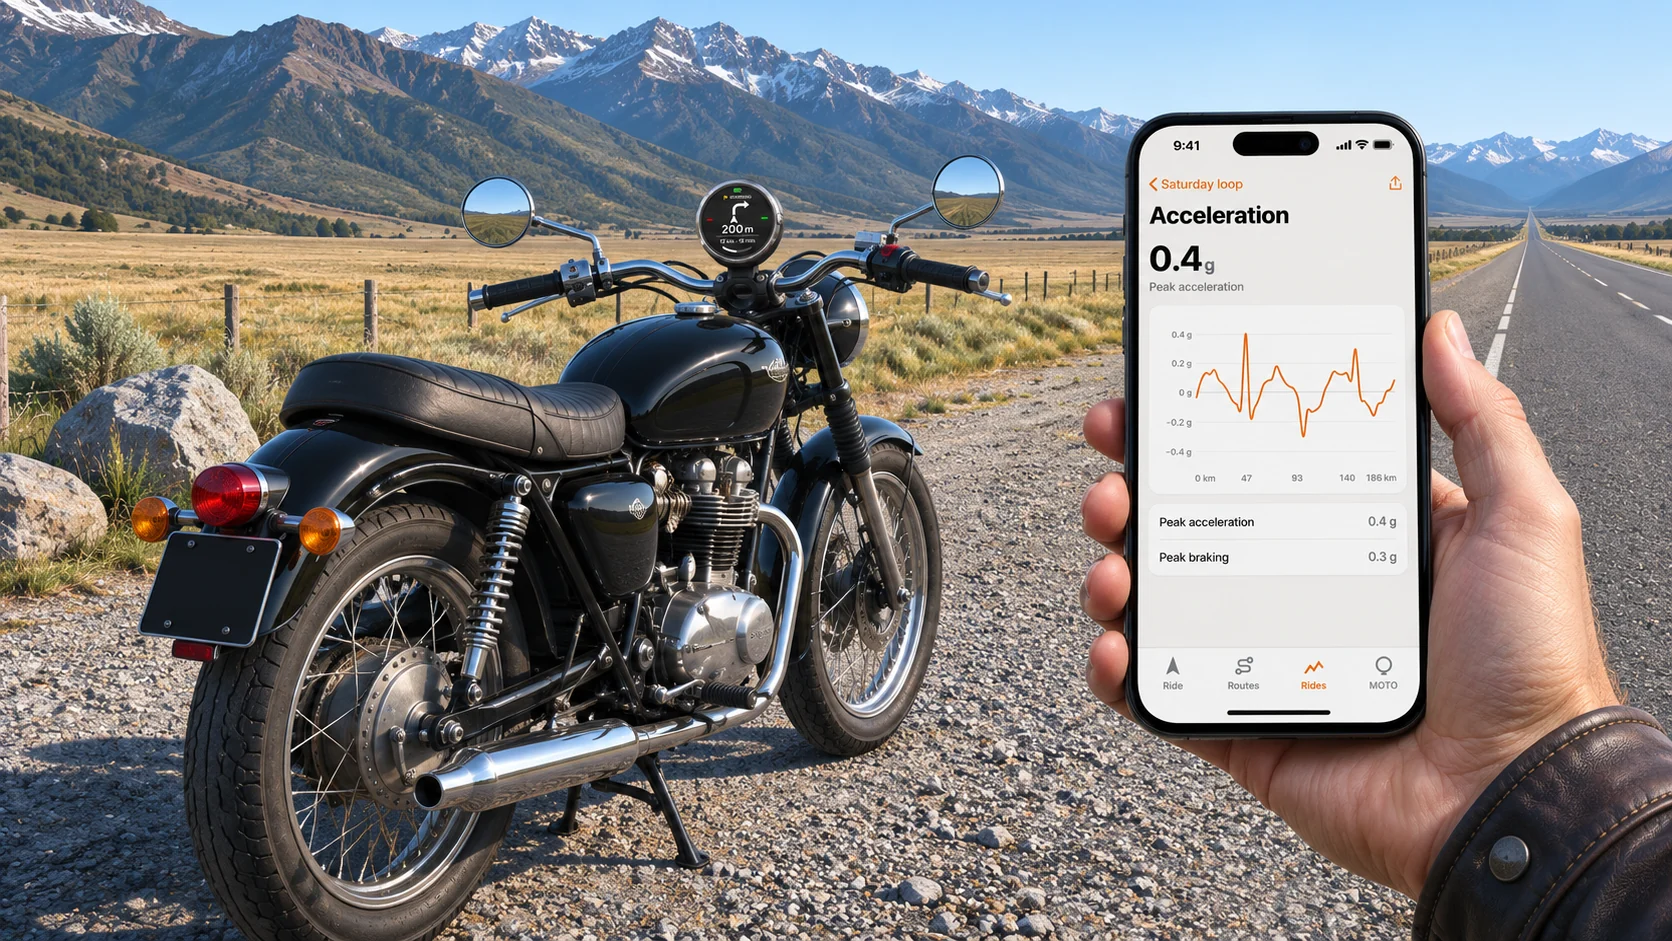 200 m
9:41
Saturday loop
Acceleration
0.4 g
Peak acceleration
0.4 g
0.2 g
0 g
-0.2 g
-0.4 g
0 km 47 93 140 186 km
Peak acceleration 0.4 g
Peak braking 0.3 g
Ride Routes Rides MOTO